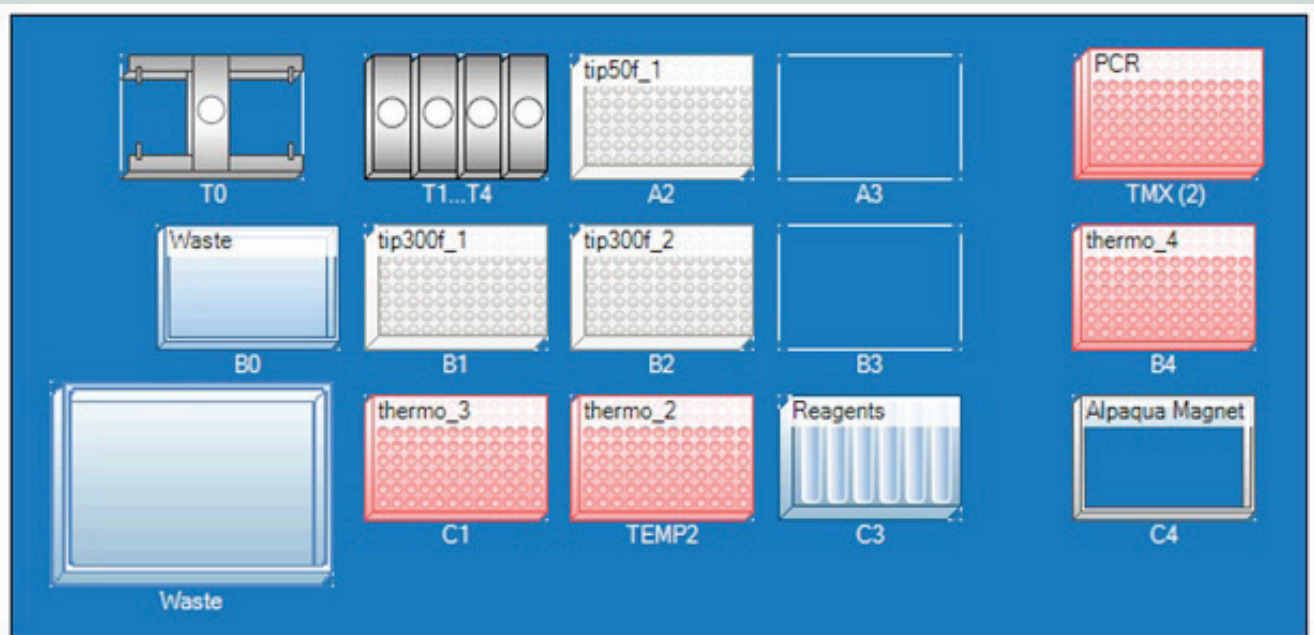 tip50f_1
PCR
T0
T1...T4
A2
A3
TMX (2)
Waste
tip300f_1
tip300f_2
thermo_4
B0
B1
B2
B3
B4
thermo_3
thermo_2
Reagents
Alpaqua Magnet
C1
TEMP2
C3
C4
Waste